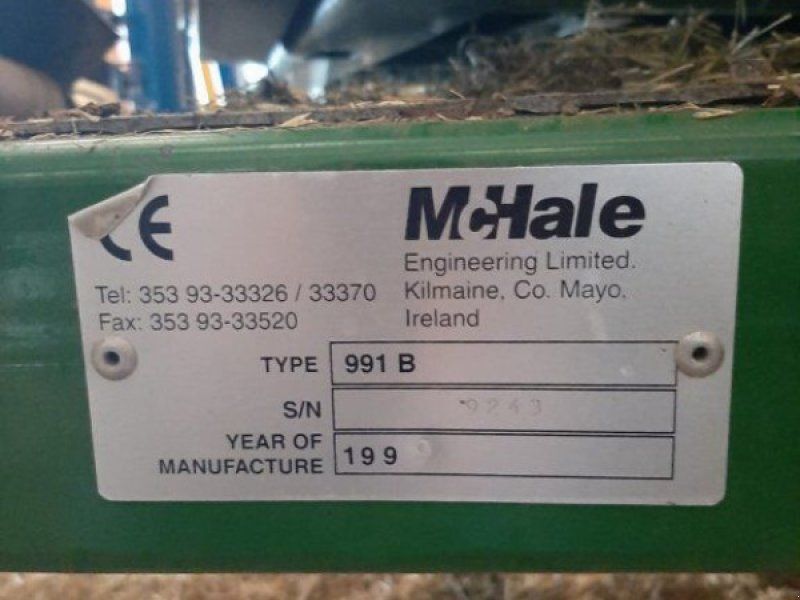 CE
McHale
Engineering Limited.
Kilmaine, Co. Mayo,
Ireland
Tel: 353 93-33326 / 33370
Fax: 353 93-33520
TYPE 991 B
S/N 9243
YEAR OF
MANUFACTURE 199